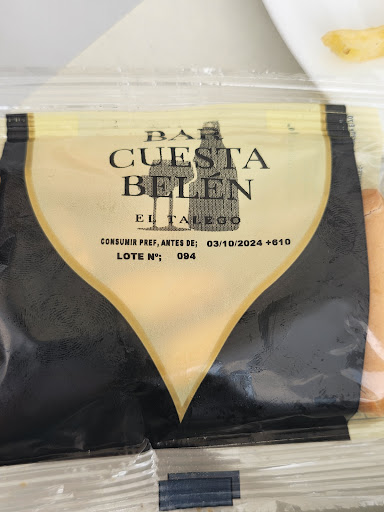 BAR
CUESTA
BELÉN
EL TALEGO
CONSUMIR PREF, ANTES DE; 03/10/2024 +610
LOTE Nº; 094